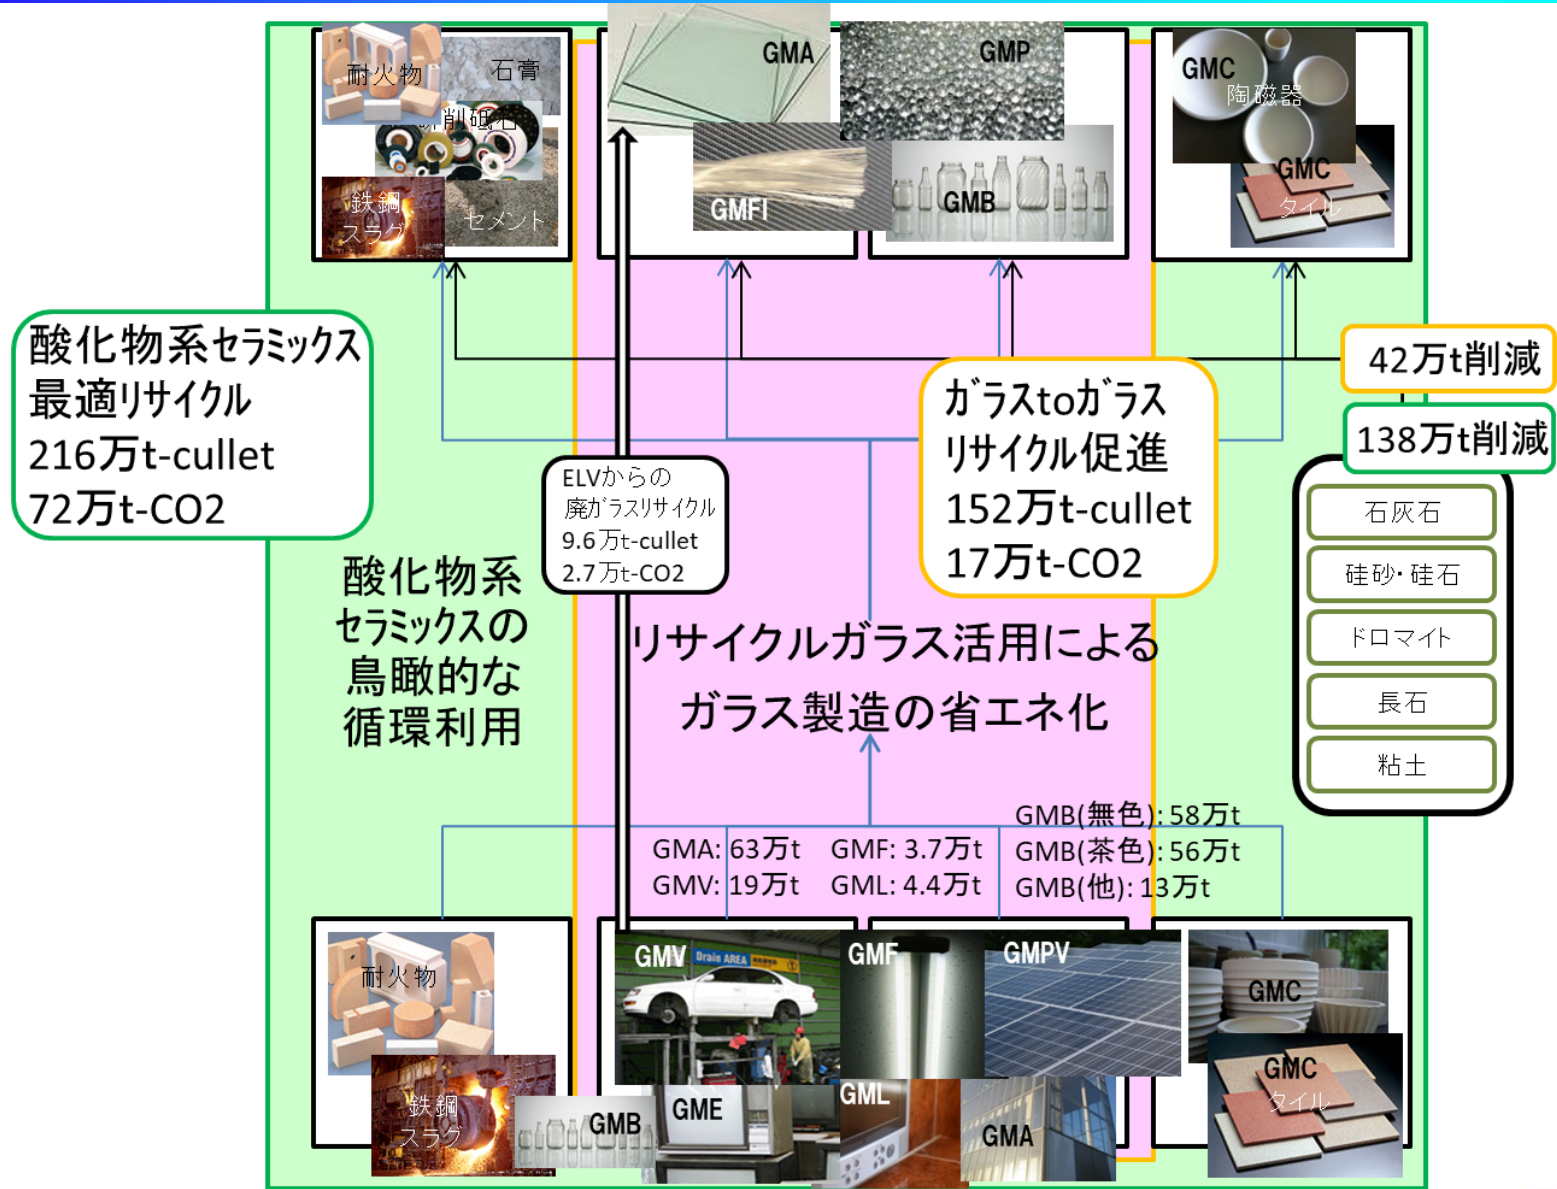 耐火物
石膏
研削砥石
鉄鋼
スラグ
セメント
GMA
GMP
GMFI
GMB
GMC
陶磁器
GMC
タイル
酸化物系セラミックス
最適リサイクル
216万t-cullet
72万t-CO2
ELVからの
廃ガラスリサイクル
9.6万t-cullet
2.7万t-CO2
ガラスtoガラス
リサイクル促進
152万t-cullet
17万t-CO2
42万t削減
138万t削減
石灰石
硅砂・硅石
ドロマイト
長石
粘土
酸化物系
セラミックスの
鳥瞰的な
循環利用
リサイクルガラス活用による
ガラス製造の省エネ化
GMA: 63万t
GMV: 19万t
GMF: 3.7万t
GML: 4.4万t
GMB(無色): 58万t
GMB(茶色): 56万t
GMB(他): 13万t
耐火物
鉄鋼
スラグ
GMB
GMV
Drain AREA
GME
GMF
GML
GMPV
GMA
GMC
GMC
タイル